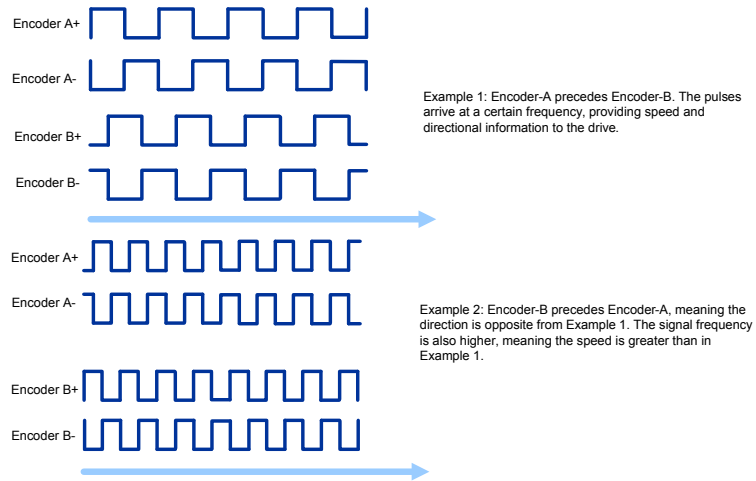 Encoder A+
Encoder A-
Encoder B+
Encoder B-
Example 1: Encoder-A precedes Encoder-B. The pulses
arrive at a certain frequency, providing speed and
directional information to the drive.
Encoder A+
Encoder A-
Encoder B+
Encoder B-
Example 2: Encoder-B precedes Encoder-A, meaning the
direction is opposite from Example 1. The signal frequency
is also higher, meaning the speed is greater than in
Example 1.